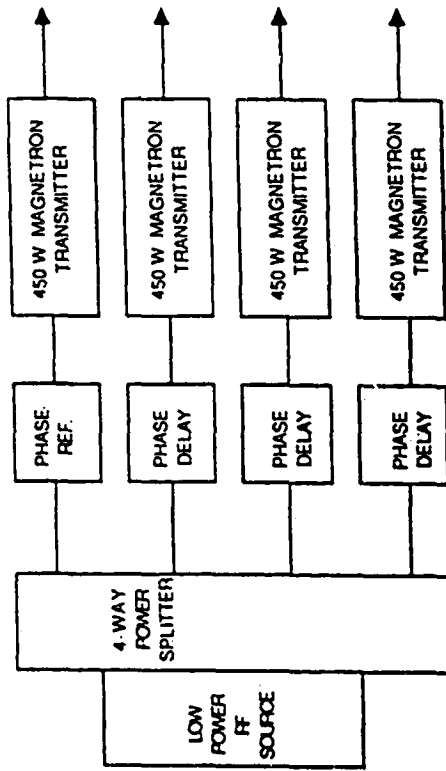 LOW
POWER
RF
SOURCE
4-WAY
POWER
SPLITTER
PHASE-
REF.
450 W MAGNETRON
TRANSMITTER
PHASE
DELAY
450 W MAGNETRON
TRANSMITTER
PHASE
DELAY
450 W MAGNETRON
TRANSMITTER
PHASE
DELAY
450 W MAGNETRON
TRANSMITTER